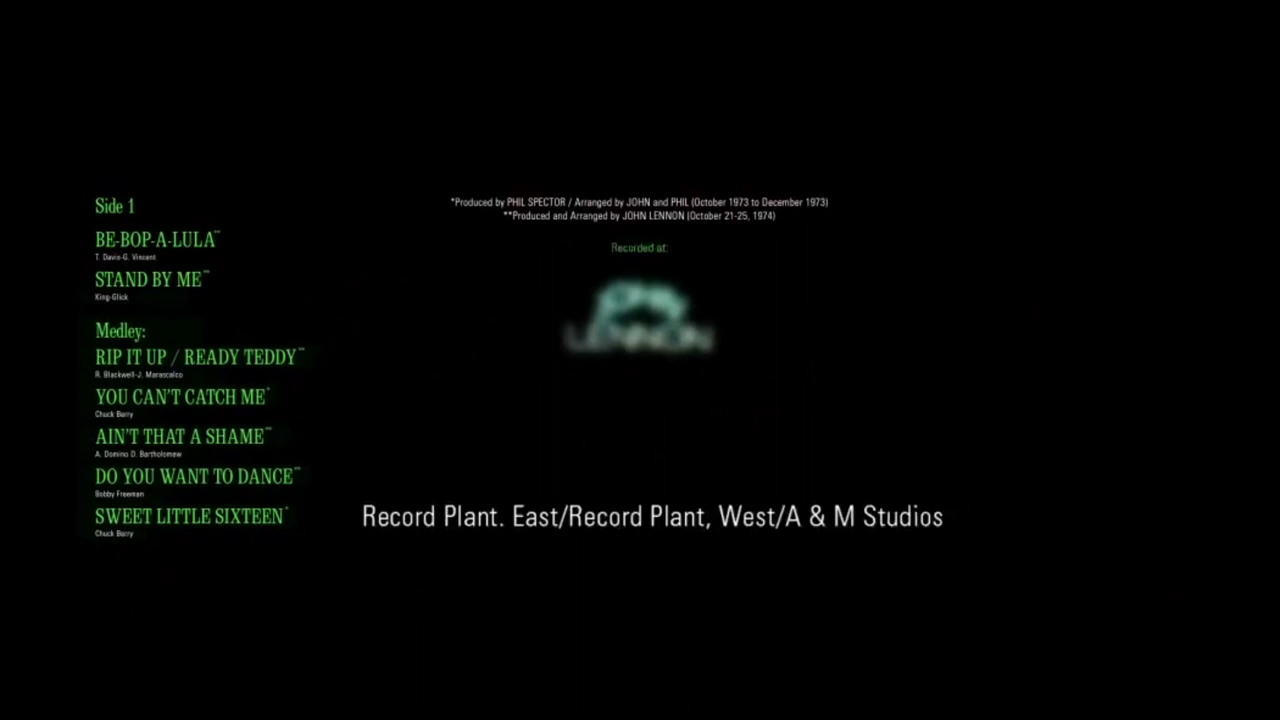 Side 1
BE-BOP-A-LULA**
T. Davis-G. Vincent
STAND BY ME**
King-Glick
Medley:
RIP IT UP / READY TEDDY**
R. Blackwell-J. Marascalco
YOU CAN'T CATCH ME*
Chuck Berry
AIN'T THAT A SHAME**
A. Domino D. Bartholomew
DO YOU WANT TO DANCE**
Bobby Freeman
SWEET LITTLE SIXTEEN*
Chuck Berry
*Produced by PHIL SPECTOR / Arranged by JOHN and PHIL (October 1973 to December 1973)
**Produced and Arranged by JOHN LENNON (October 21-25, 1974)
Recorded at:
LENNON
Record Plant. East/Record Plant, West/A & M Studios